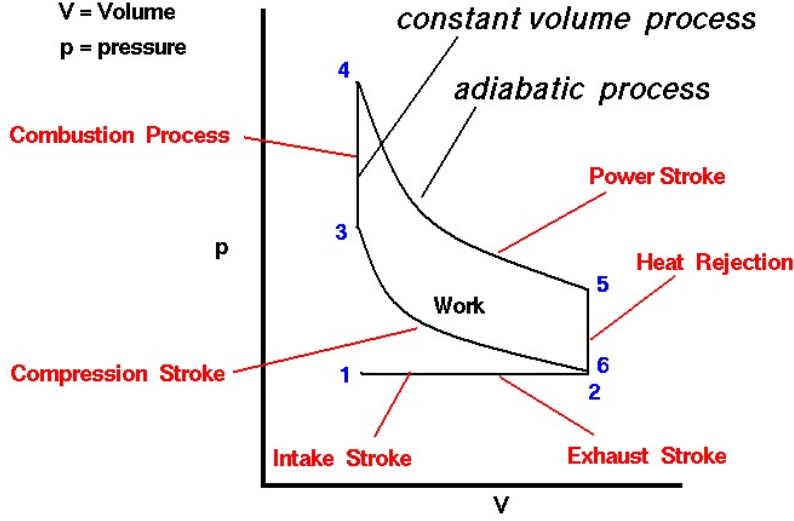 V = Volume
p = pressure
constant volume process
4
adiabatic process
Combustion Process
Power Stroke
3
p
Heat Rejection
5
Work
6
Compression Stroke
1
2
Intake Stroke
Exhaust Stroke
V